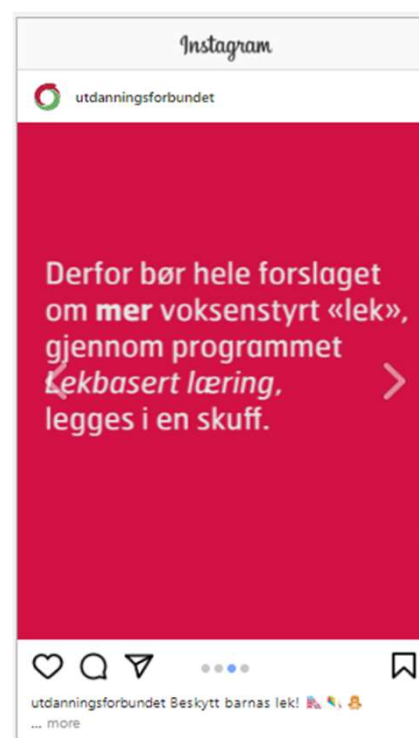 Instagram
utdanningsforbundet
Derfor bør hele forslaget
om mer voksenstyrt «lek»,
gjennom programmet
Lekbasert læring,
legges i en skuff.
utdanningsforbundet Beskytt barnas lek!
... more